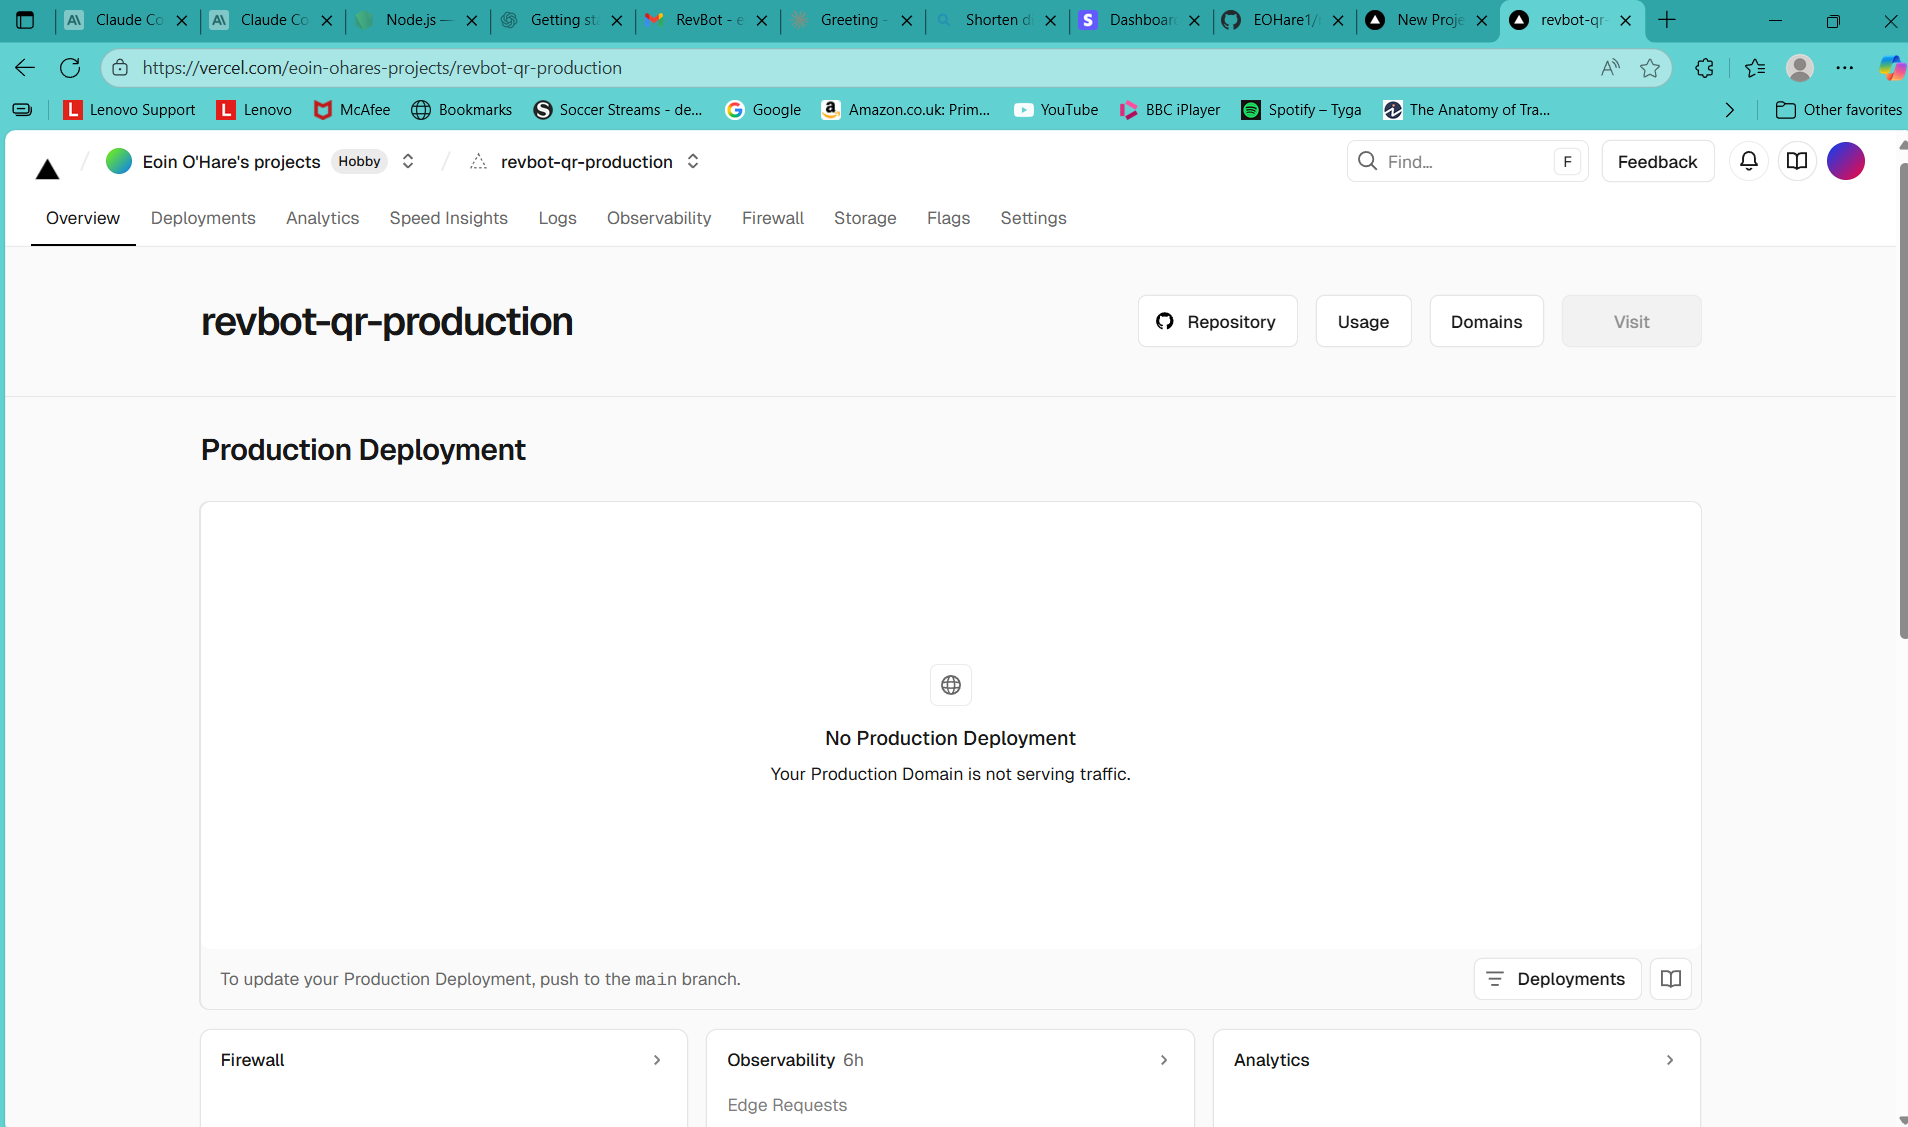 Claude Co
Claude Co
Node.js —
Getting sta
RevBot - e
Greeting -
Shorten d
S Dashboard
EOHare1/
New Proje
revbot-qr-
https://vercel.com/eoin-ohares-projects/revbot-qr-production
L Lenovo Support
L Lenovo
McAfee
Bookmarks
Soccer Streams - de...
Google
Amazon.co.uk: Prim...
YouTube
BBC iPlayer
Spotify – Tyga
The Anatomy of Tra...
Other favorites
Eoin O'Hare's projects Hobby
revbot-qr-production
Find... F
Feedback
Overview Deployments Analytics Speed Insights Logs Observability Firewall Storage Flags Settings
revbot-qr-production
Repository
Usage
Domains
Visit
Production Deployment
No Production Deployment
Your Production Domain is not serving traffic.
To update your Production Deployment, push to the main branch.
Deployments
Firewall
Observability 6h
Edge Requests
Analytics